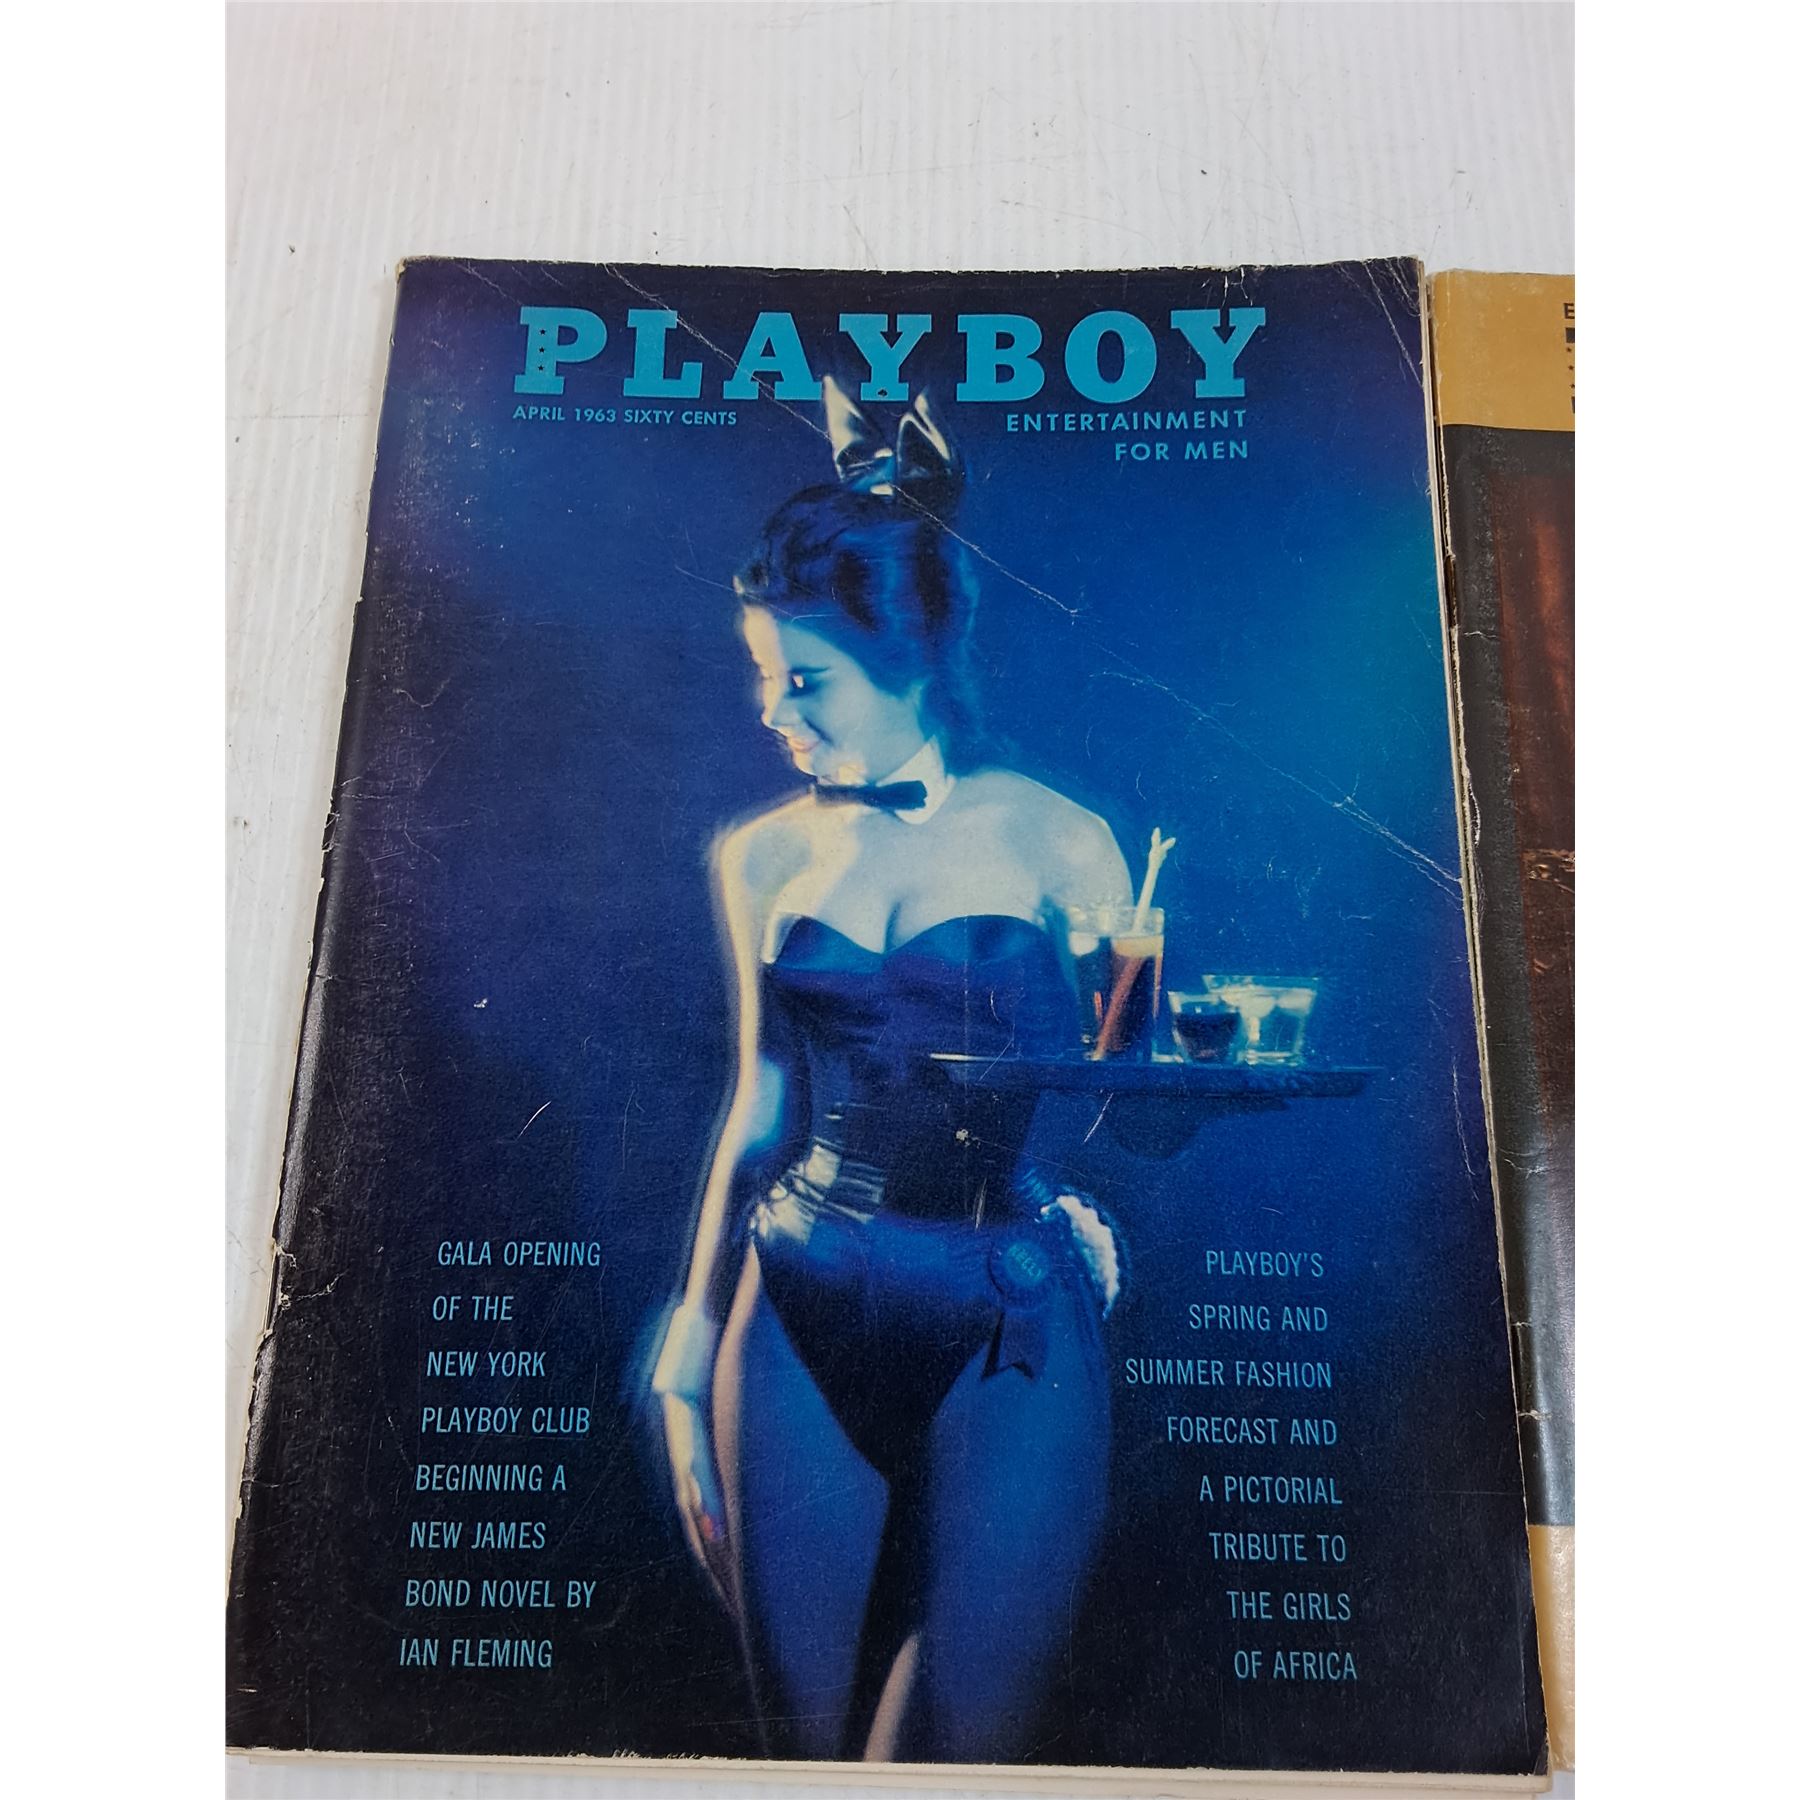 PLAYBOY
APRIL 1963 SIXTY CENTS
ENTERTAINMENT
FOR MEN
GALA OPENING
OF THE
NEW YORK
PLAYBOY CLUB
BEGINNING A
NEW JAMES
BOND NOVEL BY
IAN FLEMING
PLAYBOY'S
SPRING AND
SUMMER FASHION
FORECAST AND
A PICTORIAL
TRIBUTE TO
THE GIRLS
OF AFRICA